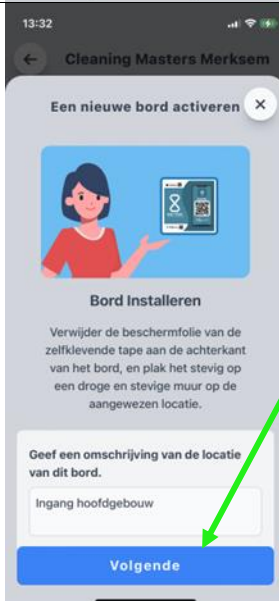 13:32
Cleaning Masters Merksem
Een nieuwe bord activeren
Bord Installeren
Verwijder de beschermfolie van de
zelfklevende tape aan de achterkant
van het bord, en plak het stevig op
een droge en stevige muur op de
aangewezen locatie.
Geef een omschrijving van de locatie
van dit bord.
Ingang hoofdgebouw
Volgende